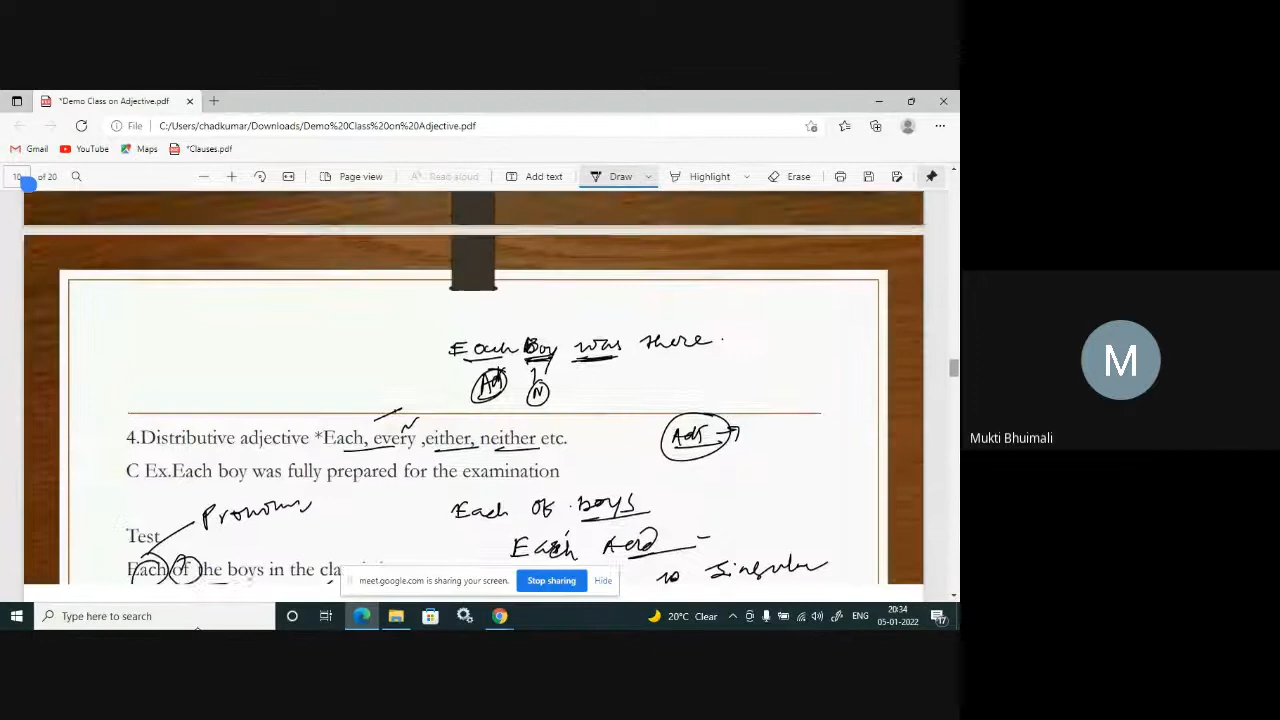 *Demo Class on Adjective.pdf
File C:/Users/chadkumar/Downloads/Demo%20Class%20on%20Adjective.pdf
Gmail YouTube Maps *Clauses.pdf
10 of 20 Page view Read aloud Add text Draw Highlight Erase
Each Boy was there.
Adj N
4.Distributive adjective *Each, every ,either, neither etc.
Adj
C Ex.Each boy was fully prepared for the examination
Pronoun
Each of boys
Test
Each
Each of the boys in the cla
is singular
meet.google.com is sharing your screen. Stop sharing Hide
Type here to search
20°C Clear ENG 20:34
05-01-2022
17
M
Mukti Bhuimali